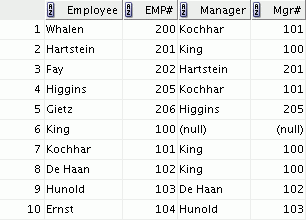 Employee EMP# Manager Mgr#
1 Whalen 200 Kochhar 101
2 Hartstein 201 King 100
3 Fay 202 Hartstein 201
4 Higgins 205 Kochhar 101
5 Gietz 206 Higgins 205
6 King 100 (null) (null)
7 Kochhar 101 King 100
8 De Haan 102 King 100
9 Hunold 103 De Haan 102
10 Ernst 104 Hunold 103